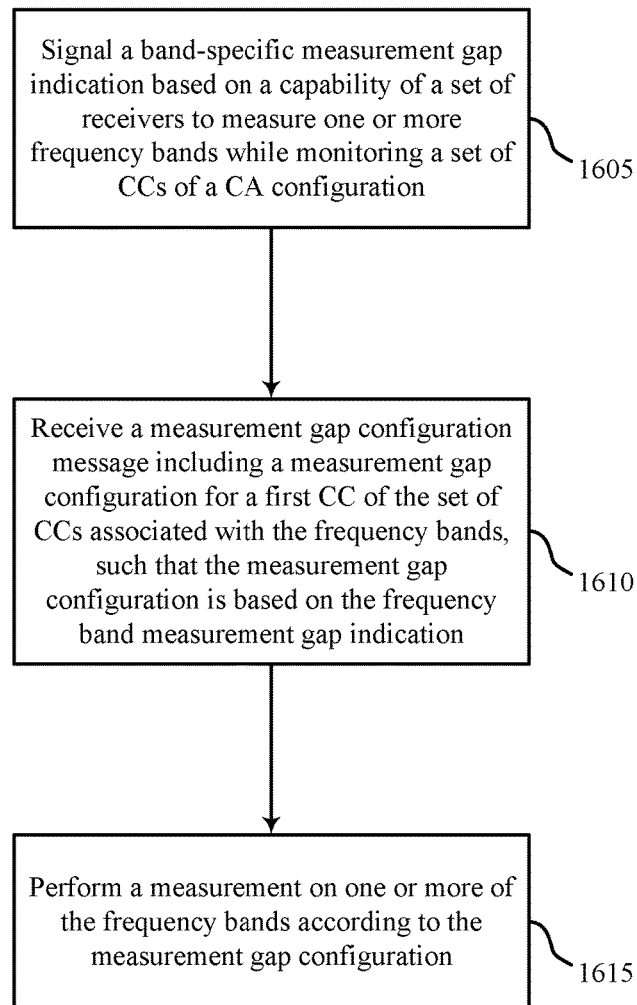 Signal a band-specific measurement gap
indication based on a capability of a set of
receivers to measure one or more
frequency bands while monitoring a set of
CCs of a CA configuration
1605
Receive a measurement gap configuration
message including a measurement gap
configuration for a first CC of the set of
CCs associated with the frequency bands,
such that the measurement gap
configuration is based on the frequency
band measurement gap indication
1610
Perform a measurement on one or more of
the frequency bands according to the
measurement gap configuration
1615